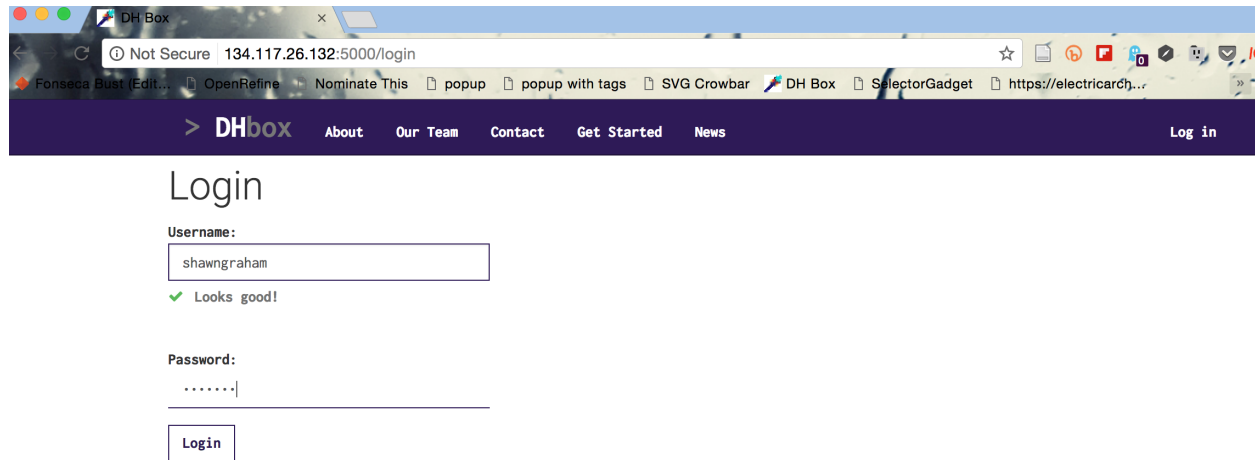 DH Box
Not Secure 134.117.26.132:5000/login
Fonseca Bust (Edit... OpenRefine Nominate This popup popup with tags SVG Crowbar DH Box SelectorGadget https://electricarch... »
> DHbox About Our Team Contact Get Started News Log in
Login
Username:
shawngraham
Looks good!
Password:
·······
Login